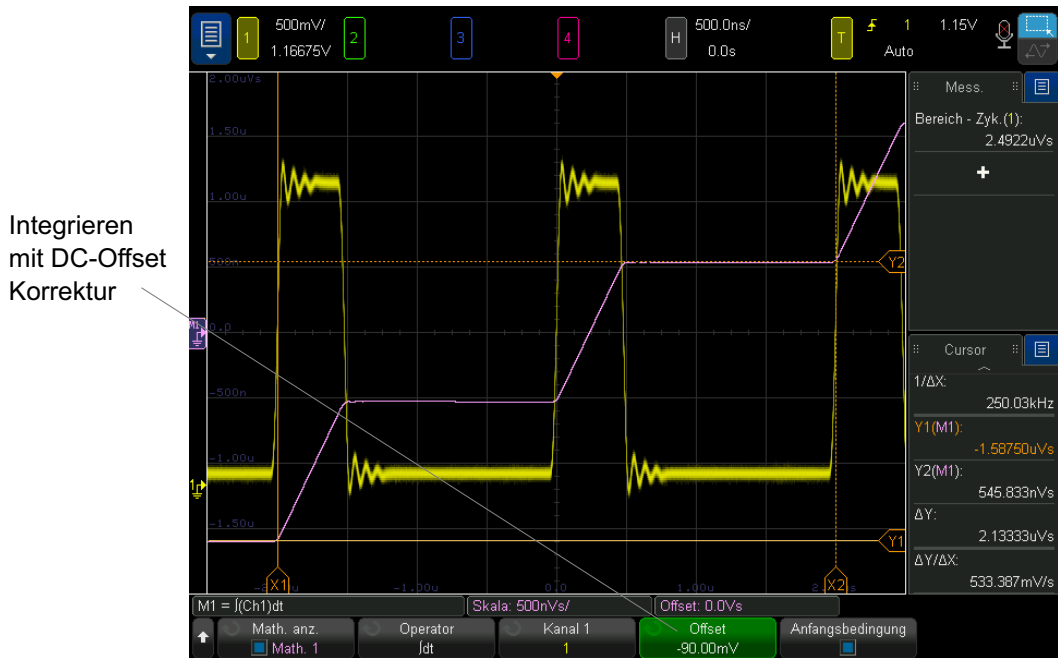 Integrieren
mit DC-Offset
Korrektur
1
500mV/
1.16675V
2
3
4
H
500.0ns/
0.0s
T
1
1.15V
Auto
2.00uVs
1.50u
1.00u
500n
0.0
-500n
-1.00u
-1.50u
M1
1
Y2
Y1
X1
-1.00u
0.0
1.00u
X2
Mess.
Bereich - Zyk.(1):
2.4922uVs
+
Cursor
1/ΔX:
250.03kHz
Y1(M1):
-1.58750uVs
Y2(M1):
545.833nVs
ΔY:
2.13333uVs
ΔY/ΔX:
533.387mV/s
M1 = ∫(Ch1)dt
Skala: 500nVs/
Offset: 0.0Vs
Math. anz.
Math. 1
Operator
∫dt
Kanal 1
1
Offset
-90.00mV
Anfangsbedingung